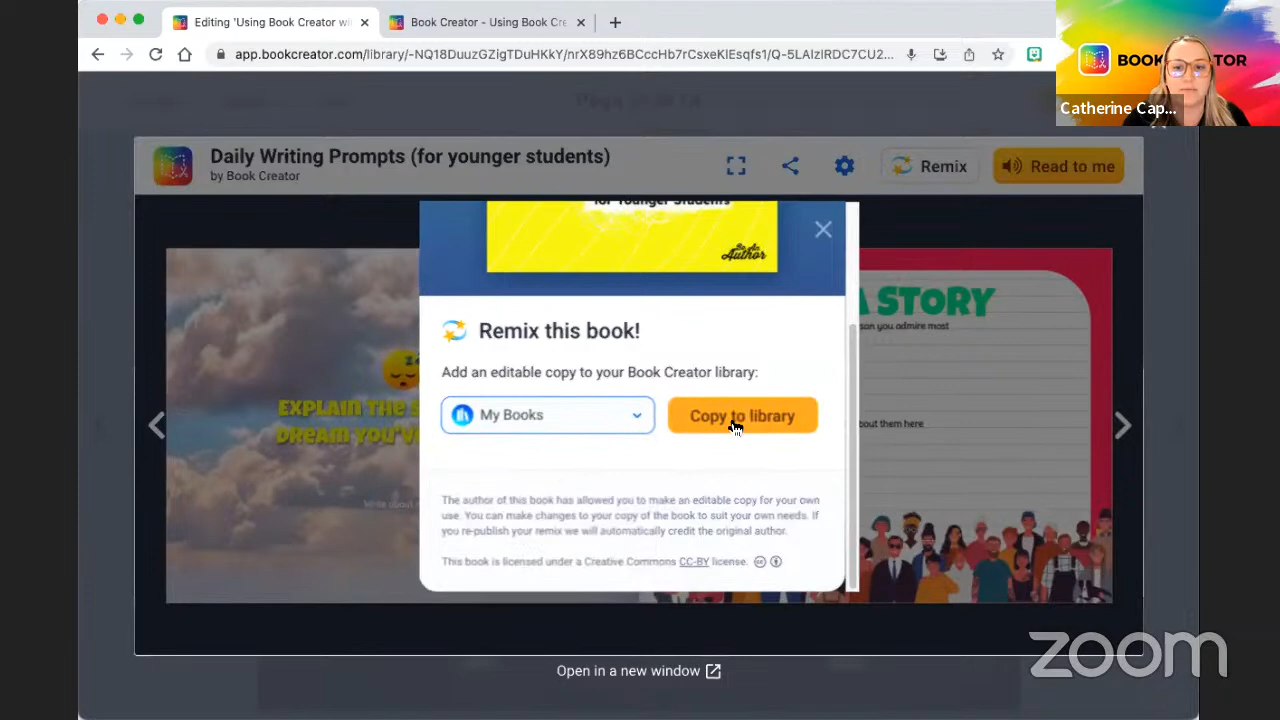 Editing 'Using Book Creator wi
Book Creator - Using Book Cre
app.bookcreator.com/library/-NQ18DuuzGZigTDuHKkY/nrX89hz6BCccHb7rCsxeKIEsqfs1/Q-5LAIzIRDC7CU2...
BOOK TOR
Catherine Cap...
Daily Writing Prompts (for younger students)
by Book Creator
Remix
Read to me
for Younger Students
Be An
Author
EXPLAIN THE S
DREAM YOU'V
Write about
A STORY
son you admire most
bout them here
Remix this book!
Add an editable copy to your Book Creator library:
My Books
Copy to library
The author of this book has allowed you to make an editable copy for your own
use. You can make changes to your copy of the book to suit your own needs. If
you re-publish your remix we will automatically credit the original author.
This book is licensed under a Creative Commons CC-BY license.
Open in a new window
zoom